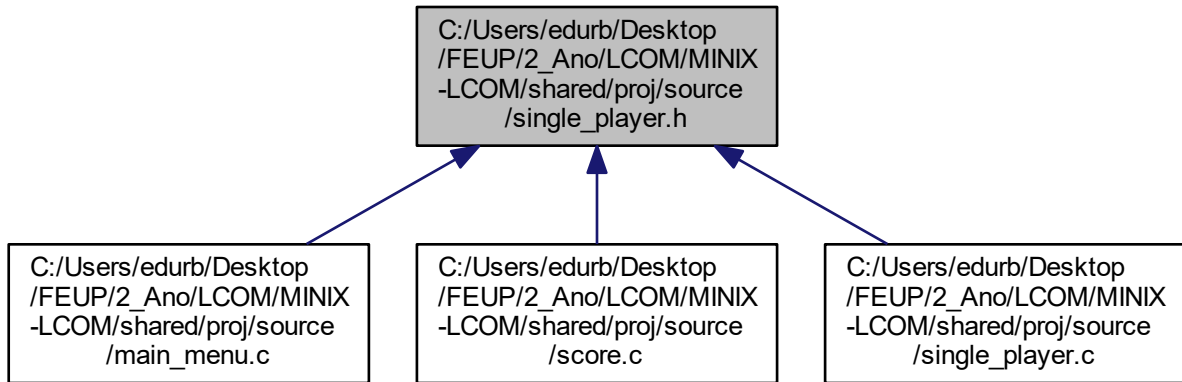 C:/Users/edurb/Desktop
/FEUP/2_Ano/LCOM/MINIX
-LCOM/shared/proj/source
/single_player.h
C:/Users/edurb/Desktop
/FEUP/2_Ano/LCOM/MINIX
-LCOM/shared/proj/source
/main_menu.c
C:/Users/edurb/Desktop
/FEUP/2_Ano/LCOM/MINIX
-LCOM/shared/proj/source
/score.c
C:/Users/edurb/Desktop
/FEUP/2_Ano/LCOM/MINIX
-LCOM/shared/proj/source
/single_player.c